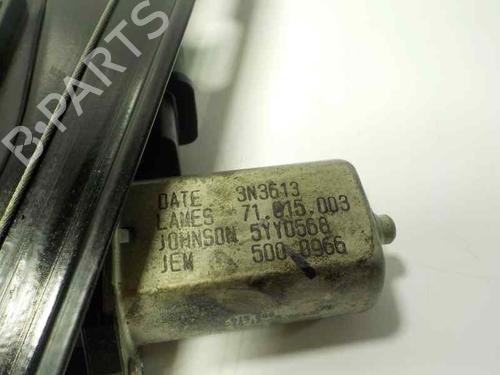 B-PARTS
DATE 3N3613
LAMES 71.015.003
JOHNSON 5YY0568
JEM 500 0966